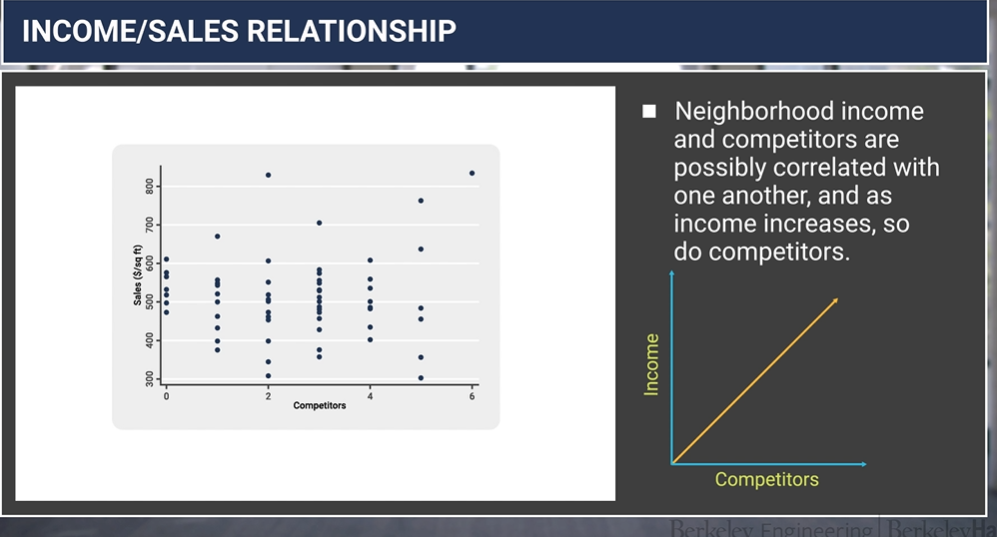 INCOME/SALES RELATIONSHIP
Sales ($/sq ft)
800
700
600
500
400
300
0
2
4
6
Competitors
■ Neighborhood income
and competitors are
possibly correlated with
one another, and as
income increases, so
do competitors.
Income
Competitors
Berkeley Engineering | BerkeleyHa